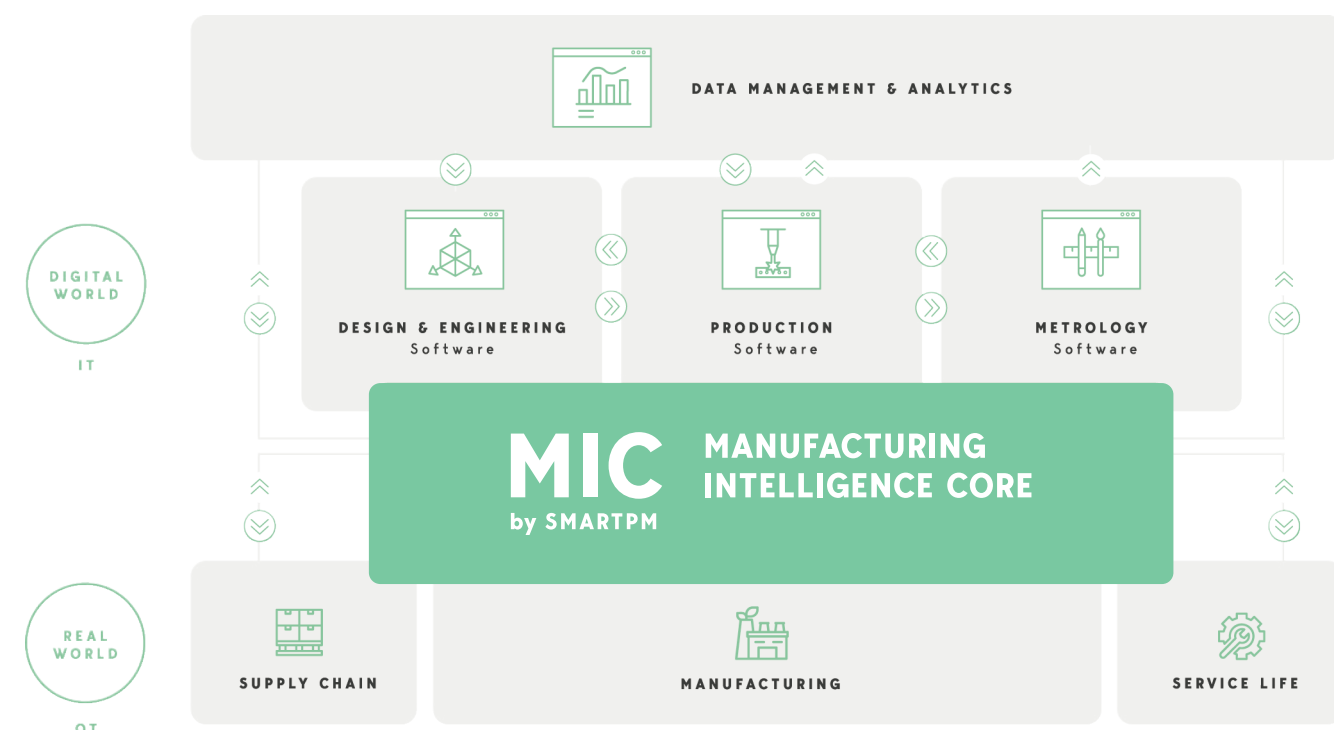 DATA MANAGEMENT & ANALYTICS
DIGITAL
WORLD
IT
DESIGN & ENGINEERING
Software
PRODUCTION
Software
METROLOGY
Software
MIC
by SMARTPM
MANUFACTURING
INTELLIGENCE CORE
REAL
WORLD
OT
SUPPLY CHAIN
MANUFACTURING
SERVICE LIFE